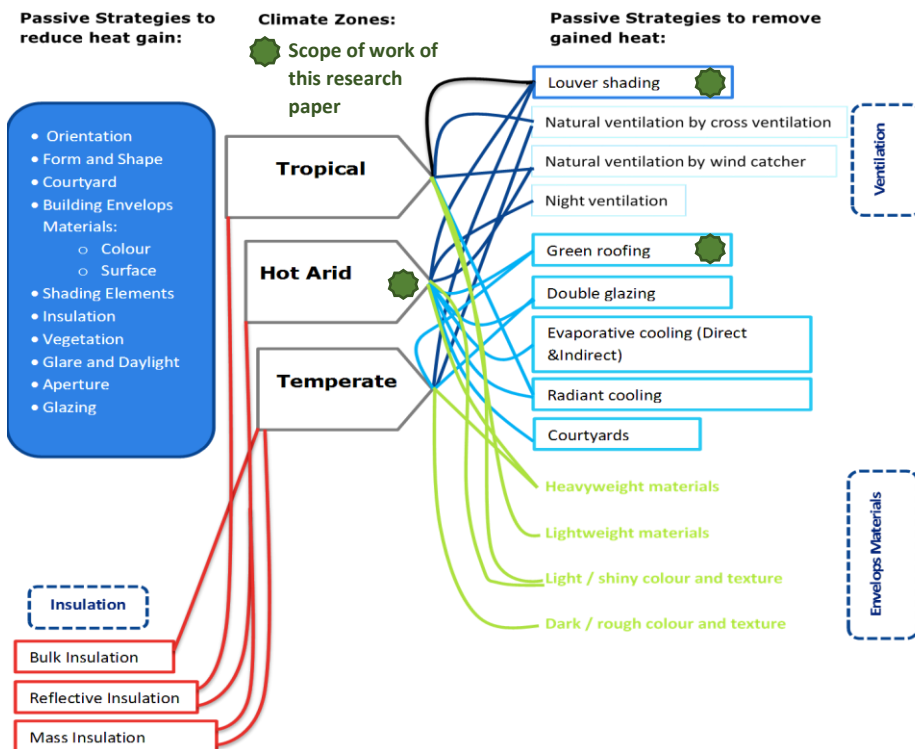 Passive Strategies to
reduce heat gain:
Climate Zones:
Scope of work of
this research
paper
Passive Strategies to remove
gained heat:
• Orientation
• Form and Shape
• Courtyard
• Building Envelops
Materials:
o Colour
o Surface
• Shading Elements
• Insulation
• Vegetation
• Glare and Daylight
• Aperture
• Glazing
Tropical
Hot Arid
Temperate
Louver shading
Natural ventilation by cross ventilation
Natural ventilation by wind catcher
Night ventilation
Green roofing
Double glazing
Evaporative cooling (Direct
&Indirect)
Radiant cooling
Courtyards
Heavyweight materials
Lightweight materials
Light / shiny colour and texture
Dark / rough colour and texture
Ventilation
Envelops Materials
Insulation
Bulk Insulation
Reflective Insulation
Mass Insulation